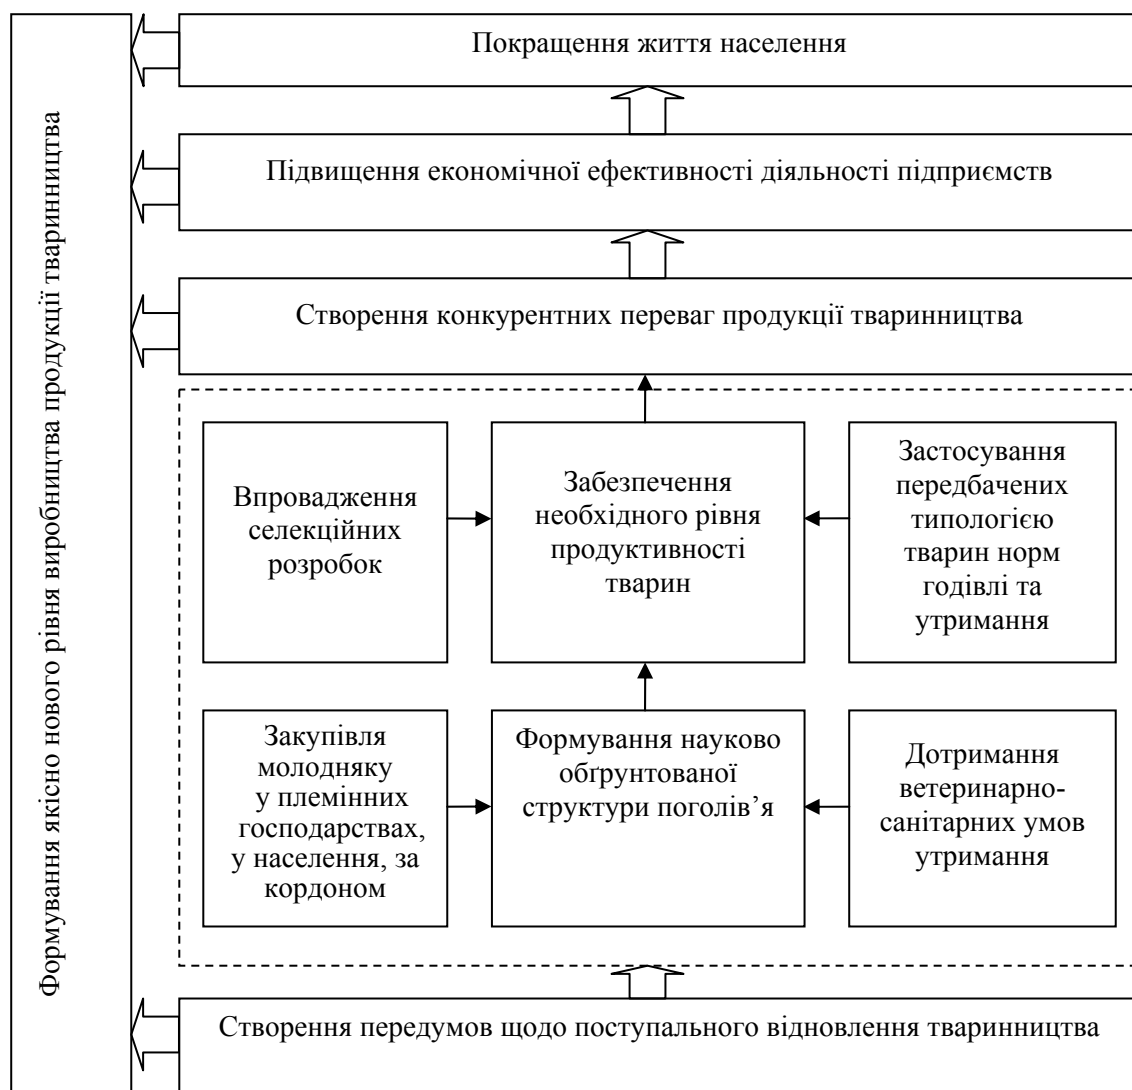 Формування якісно нового рівня виробництва продукції тваринництва
Покращення життя населення
Підвищення економічної ефективності діяльності підприємств
Створення конкурентних переваг продукції тваринництва
Впровадження
селекційних
розробок
Забезпечення
необхідного рівня
продуктивності
тварин
Застосування
передбачених
типологією
тварин норм
годівлі та
утримання
Закупівля
молодняку
у племінних
господарствах,
у населення, за
кордоном
Формування науково
обґрунтованої
структури поголів’я
Дотримання
ветеринарно-
санітарних умов
утримання
Створення передумов щодо поступального відновлення тваринництва